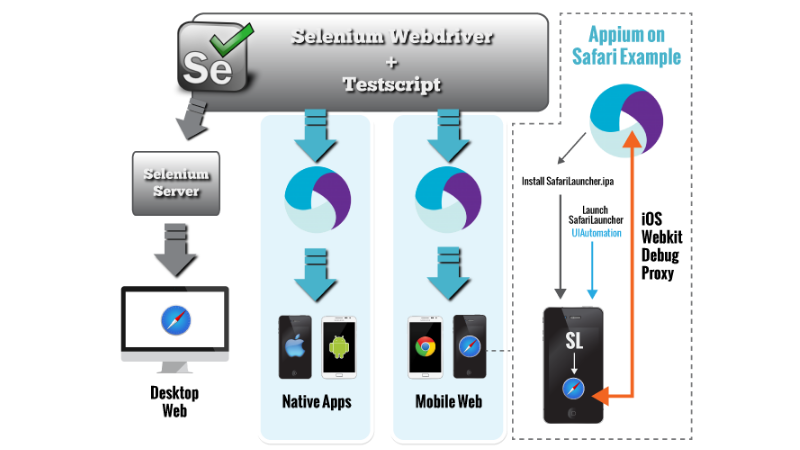 Se
Selenium Webdriver
+
Testscript
Selenium
Server
Desktop
Web
Native Apps
Mobile Web
Appium on
Safari Example
Install SafariLauncher.ipa
Launch
SafariLauncher
UIAutomation
iOS
Webkit
Debug
Proxy
SL